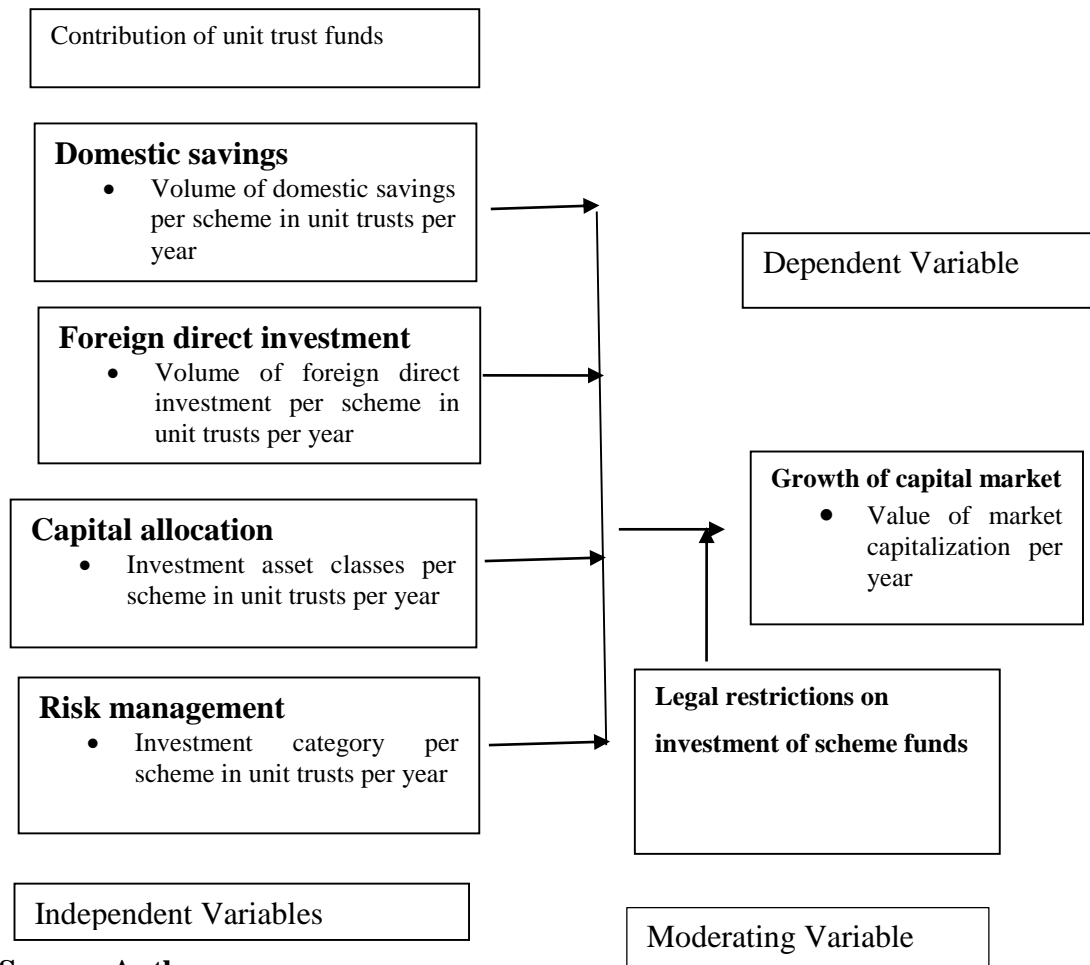 Contribution of unit trust funds
Domestic savings
• Volume of domestic savings
per scheme in unit trusts per
year
Dependent Variable
Foreign direct investment
• Volume of foreign direct
investment per scheme in
unit trusts per year
Growth of capital market
• Value of market
capitalization per
year
Capital allocation
• Investment asset classes per
scheme in unit trusts per year
Risk management
• Investment category per
scheme in unit trusts per year
Legal restrictions on
investment of scheme funds
Independent Variables
Moderating Variable